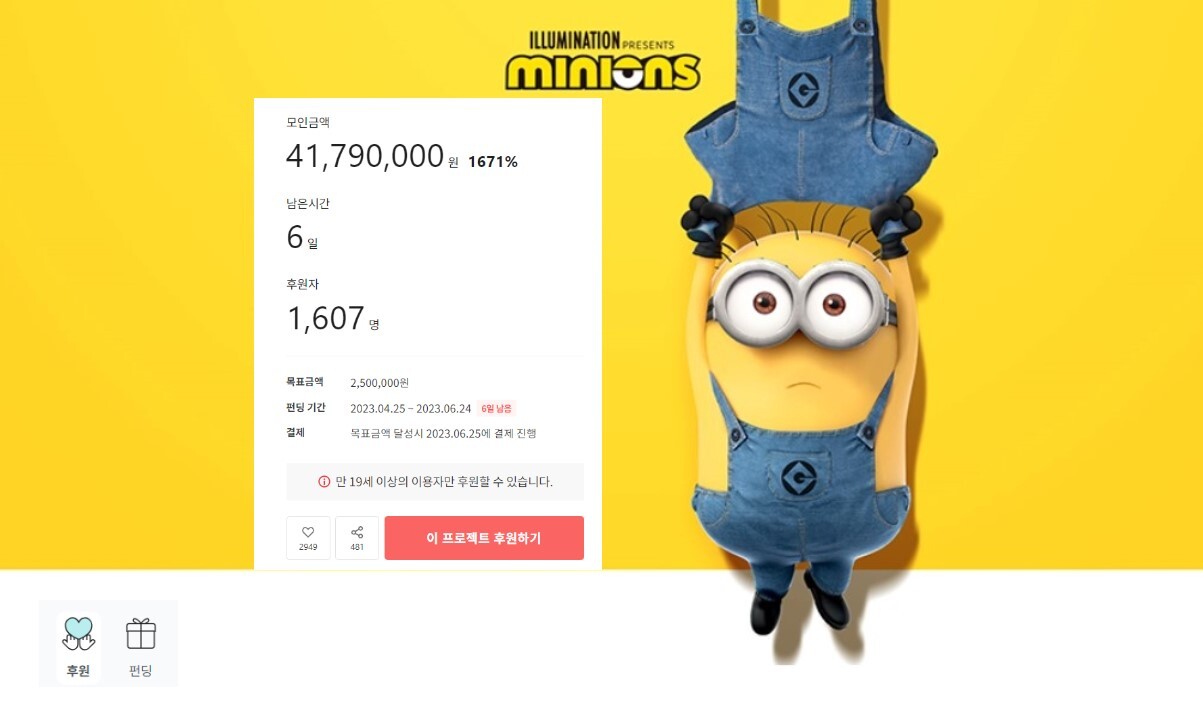 ILLUMINATION PRESENTS
minions
모인금액
41,790,000 원 1671%
남은시간
6 일
후원자
1,607 명
목표금액 2,500,000원
펀딩 기간 2023.04.25 ~ 2023.06.24 6일 남음
결제 목표금액 달성시 2023.06.25에 결제 진행
만 19세 이상의 이용자만 후원할 수 있습니다.
2949
481
이 프로젝트 후원하기
후원
펀딩